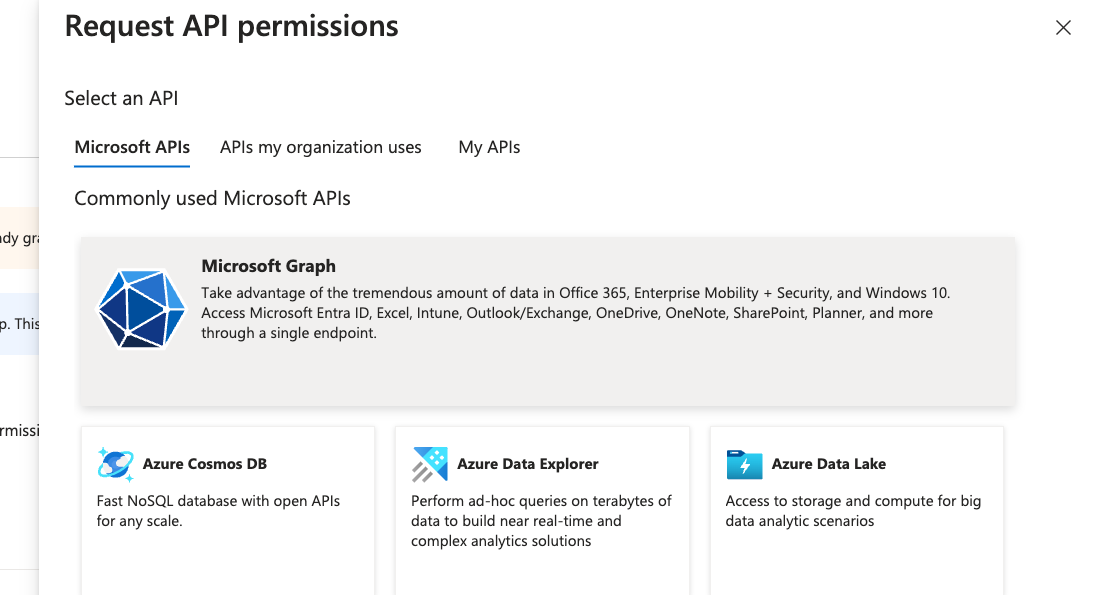 Request API permissions
Select an API
Microsoft APIs
APIs my organization uses
My APIs
Commonly used Microsoft APIs
Microsoft Graph
Take advantage of the tremendous amount of data in Office 365, Enterprise Mobility + Security, and Windows 10.
Access Microsoft Entra ID, Excel, Intune, Outlook/Exchange, OneDrive, OneNote, SharePoint, Planner, and more
through a single endpoint.
p. This
Azure Cosmos DB
Fast NoSQL database with open APIs
for any scale.
Azure Data Explorer
Perform ad-hoc queries on terabytes of
data to build near real-time and
complex analytics solutions
Azure Data Lake
Access to storage and compute for big
data analytic scenarios